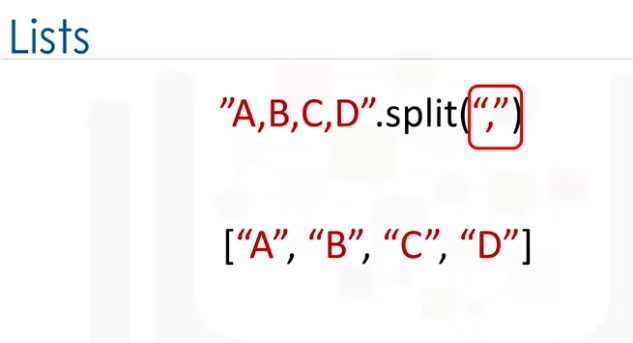 Lists
”A,B,C,D”.split(“,”)
[“A”, “B”, “C”, “D”]